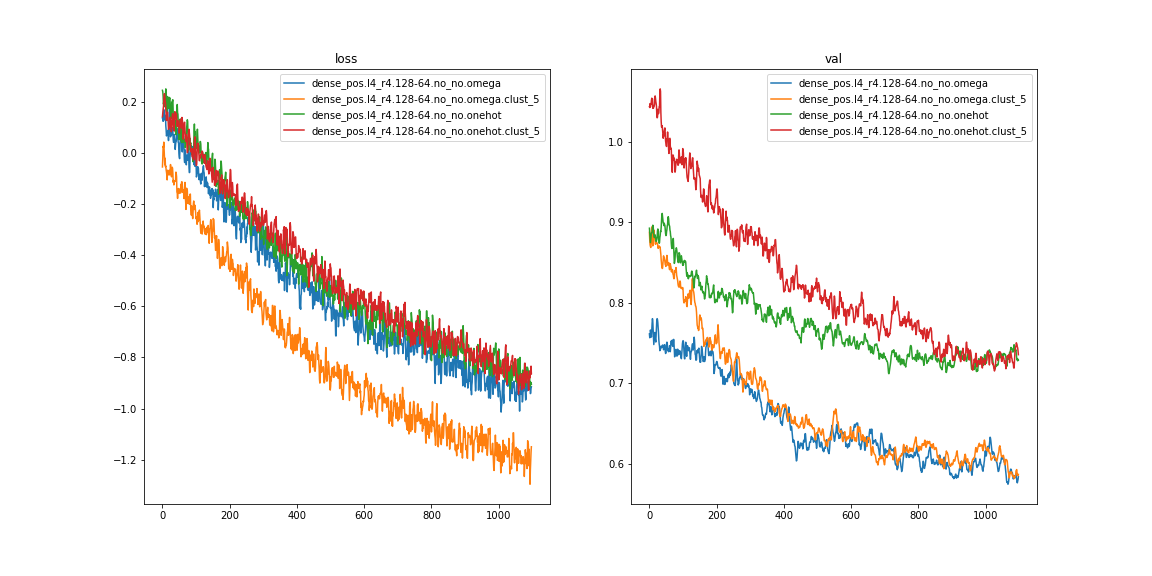 loss
dense_pos.l4_r4.128-64.no_no.omega
dense_pos.l4_r4.128-64.no_no.omega.clust_5
dense_pos.l4_r4.128-64.no_no.onehot
dense_pos.l4_r4.128-64.no_no.onehot.clust_5
0.2
0.0
−0.2
−0.4
−0.6
−0.8
−1.0
−1.2
0 200 400 600 800 1000
val
dense_pos.l4_r4.128-64.no_no.omega
dense_pos.l4_r4.128-64.no_no.omega.clust_5
dense_pos.l4_r4.128-64.no_no.onehot
dense_pos.l4_r4.128-64.no_no.onehot.clust_5
1.0
0.9
0.8
0.7
0.6
0 200 400 600 800 1000